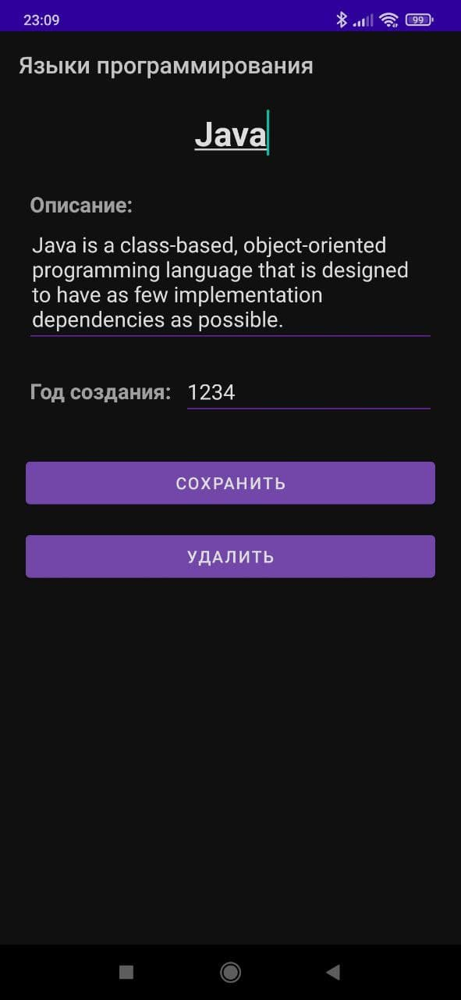 23:09
99
Языки программирования
Java
Описание:
Java is a class-based, object-oriented
programming language that is designed
to have as few implementation
dependencies as possible.
Год создания: 1234
СОХРАНИТЬ
УДАЛИТЬ